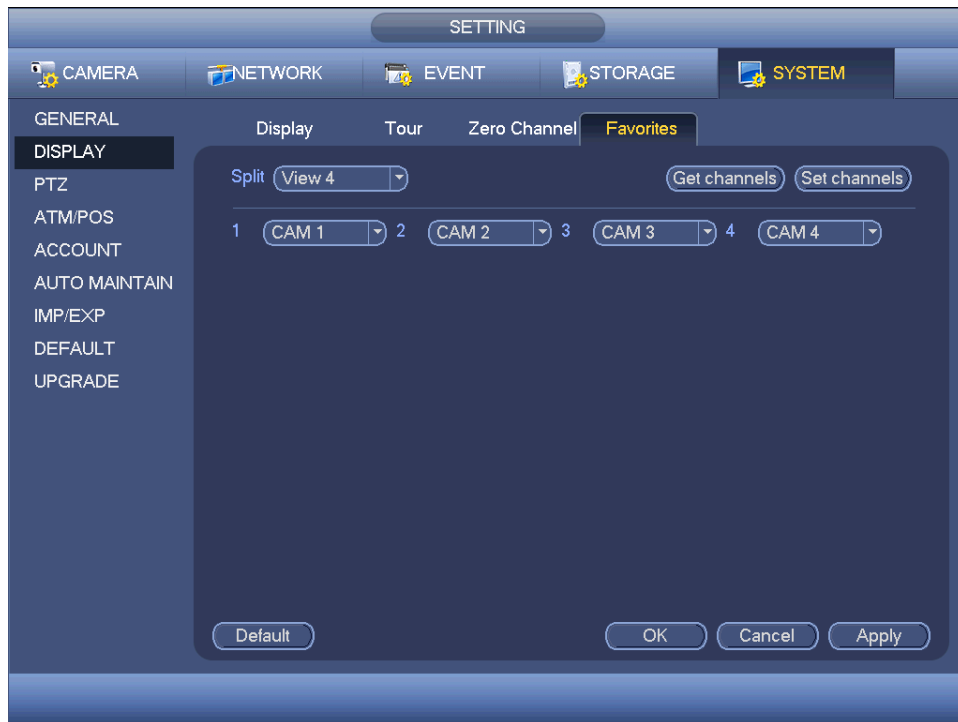 SETTING
CAMERA NETWORK EVENT STORAGE SYSTEM
GENERAL
DISPLAY
PTZ
ATM/POS
ACCOUNT
AUTO MAINTAIN
IMP/EXP
DEFAULT
UPGRADE
Display Tour Zero Channel Favorites
Split View 4 Get channels Set channels
1 CAM 1 2 CAM 2 3 CAM 3 4 CAM 4
Default OK Cancel Apply